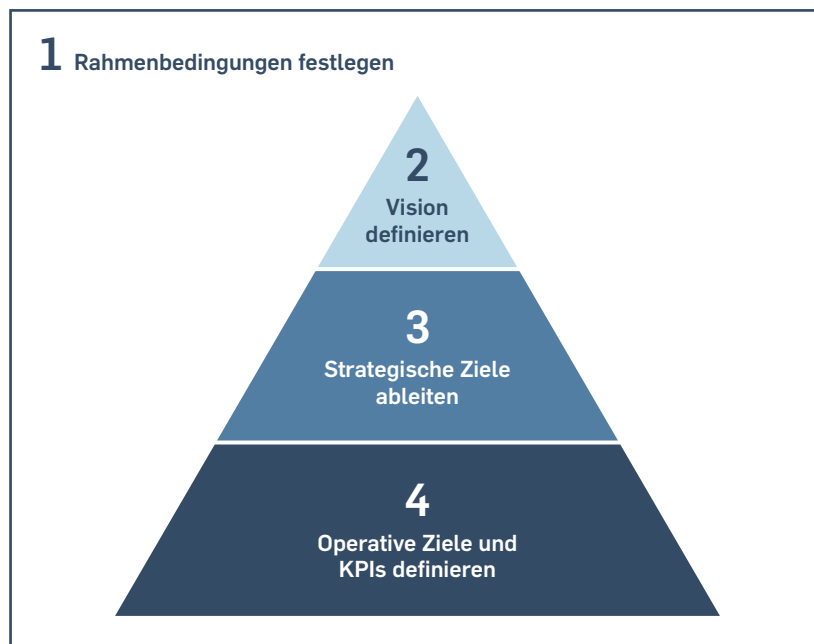 1 Rahmenbedingungen festlegen
2
Vision
definieren
3
Strategische Ziele
ableiten
4
Operative Ziele und
KPIs definieren